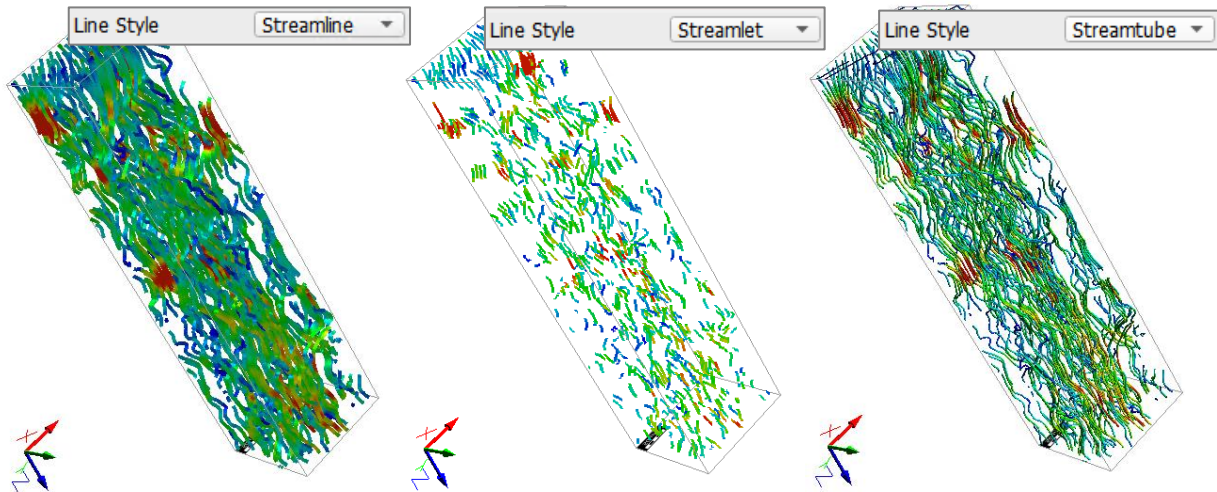 Line Style Streamline
Line Style Streamlet
Line Style Streamtube
X
Y
Z
X
Y
Z
X
Y
Z